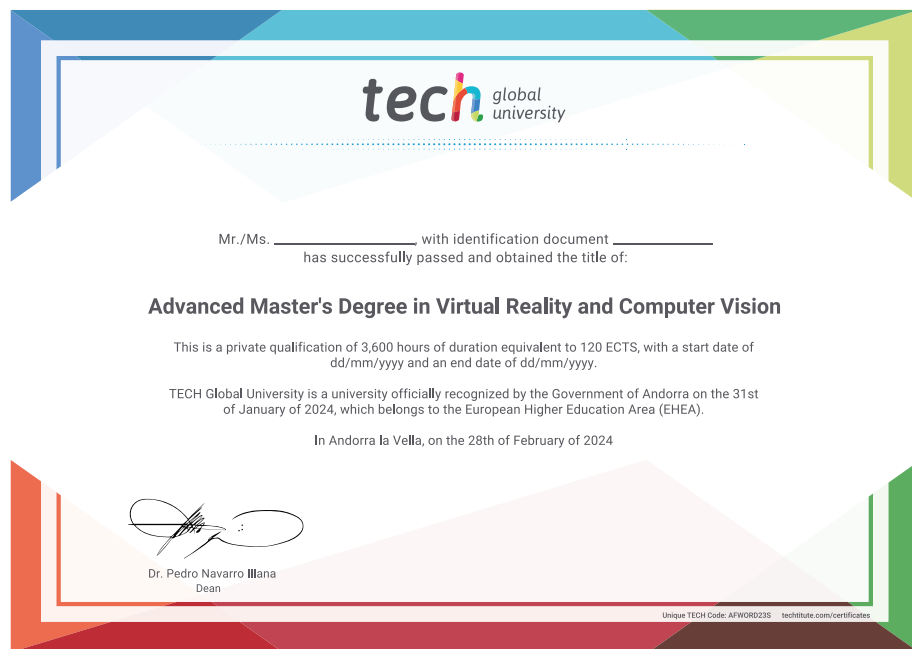 tech global university
Mr./Ms. ________________, with identification document ____________
has successfully passed and obtained the title of:
Advanced Master's Degree in Virtual Reality and Computer Vision
This is a private qualification of 3,600 hours of duration equivalent to 120 ECTS, with a start date of
dd/mm/yyyy and an end date of dd/mm/yyyy.
TECH Global University is a university officially recognized by the Government of Andorra on the 31st
of January of 2024, which belongs to the European Higher Education Area (EHEA).
In Andorra la Vella, on the 28th of February of 2024
Dr. Pedro Navarro Illana
Dean
Unique TECH Code: AFWORD23S techtitute.com/certificates